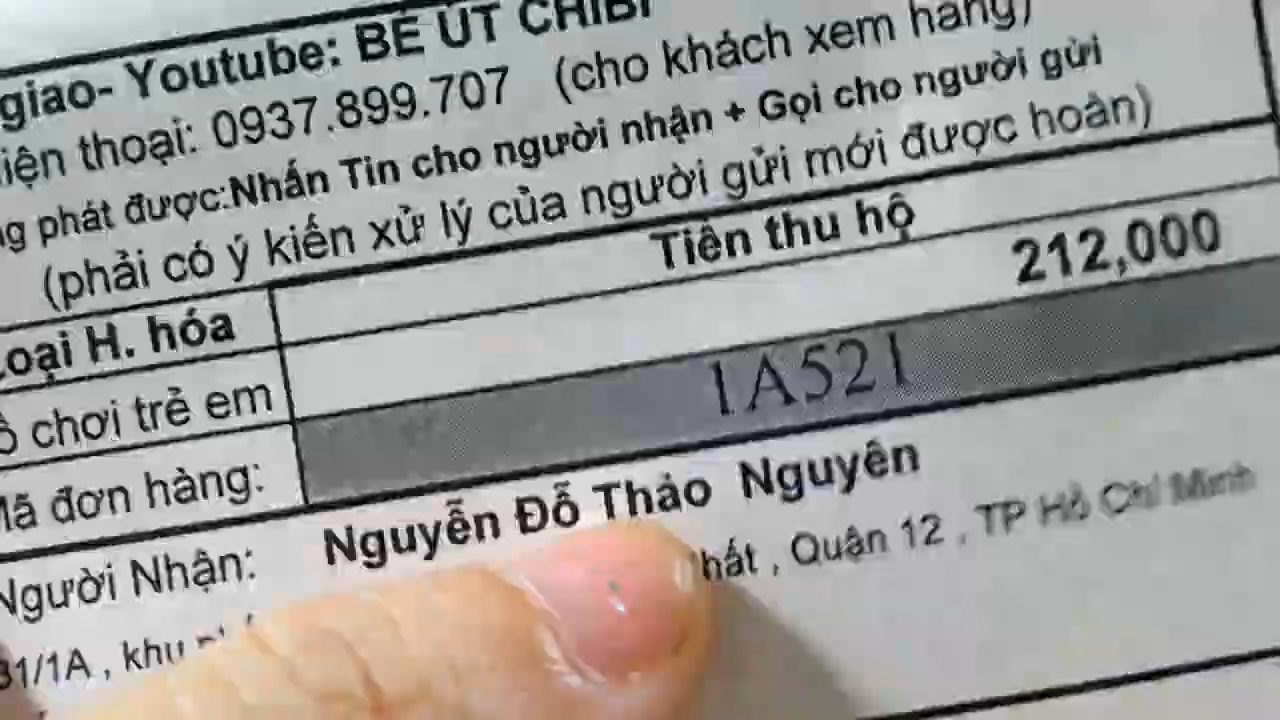 giao- Youtube: BÉ ÚT CHIBI
iện thoại: 0937.899.707 (cho khách xem hàng)
ng phát được:Nhắn Tin cho người nhận + Gọi cho người gửi
(phải có ý kiến xử lý của người gửi mới được hoàn)
Tiền thu hộ
Loại H. hóa
212,000
ồ chơi trẻ em
Mã đơn hàng: 1A521
Người Nhận: Nguyễn Đỗ Thảo Nguyên
31/1A , khu hất , Quận 12 , TP Hồ Chí Minh